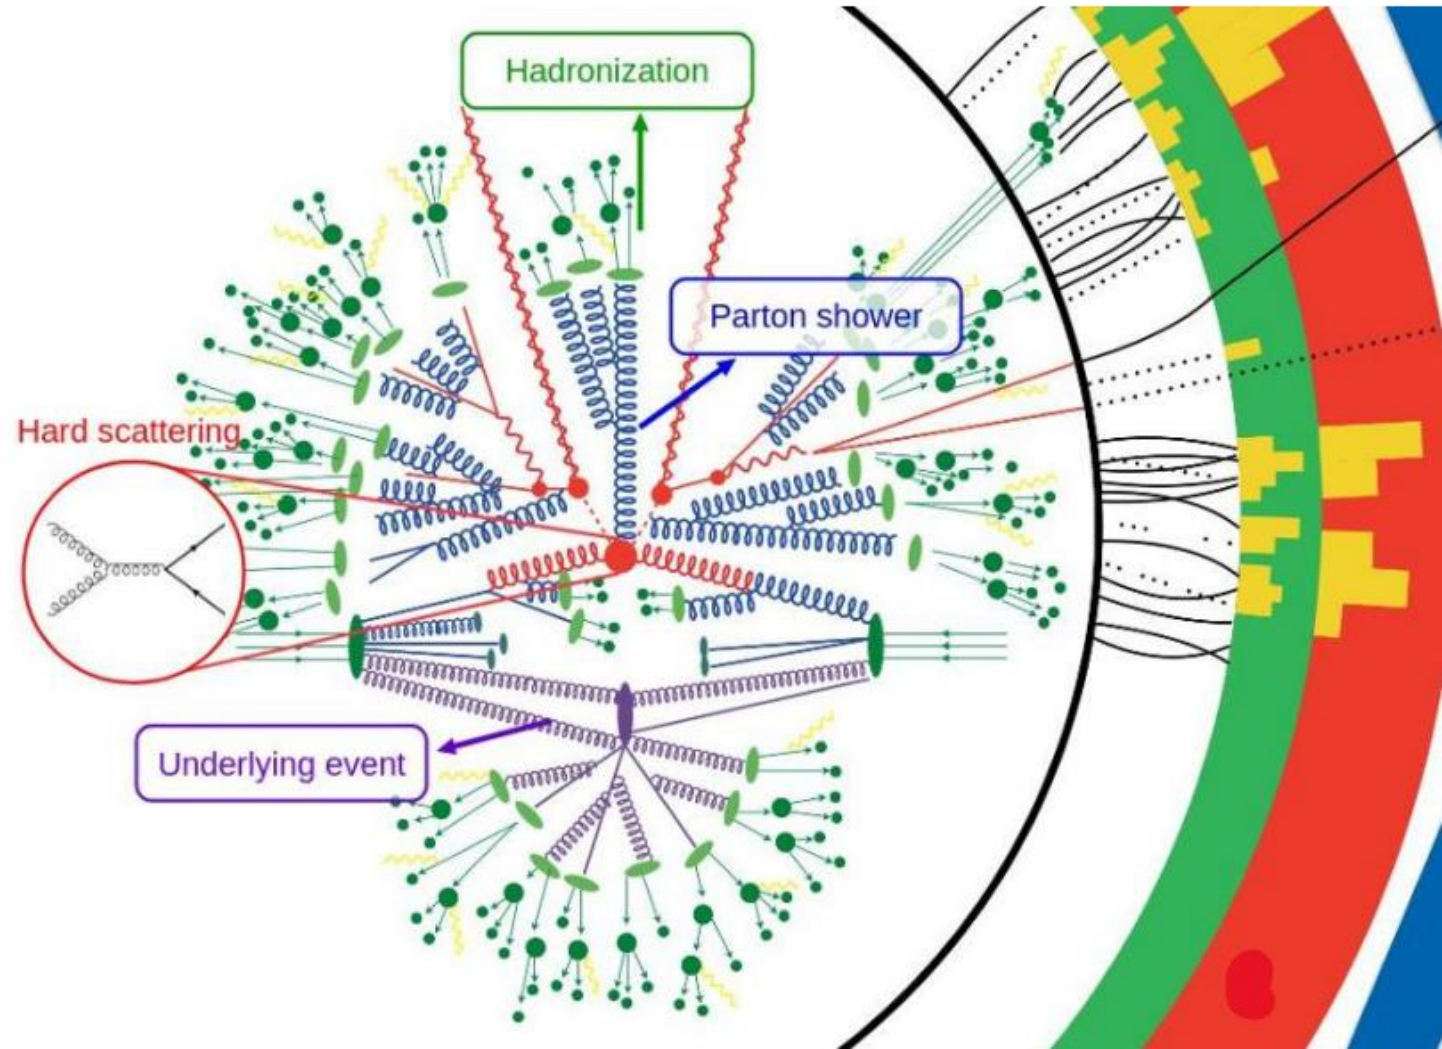 Hadronization
Parton shower
Hard scattering
Underlying event